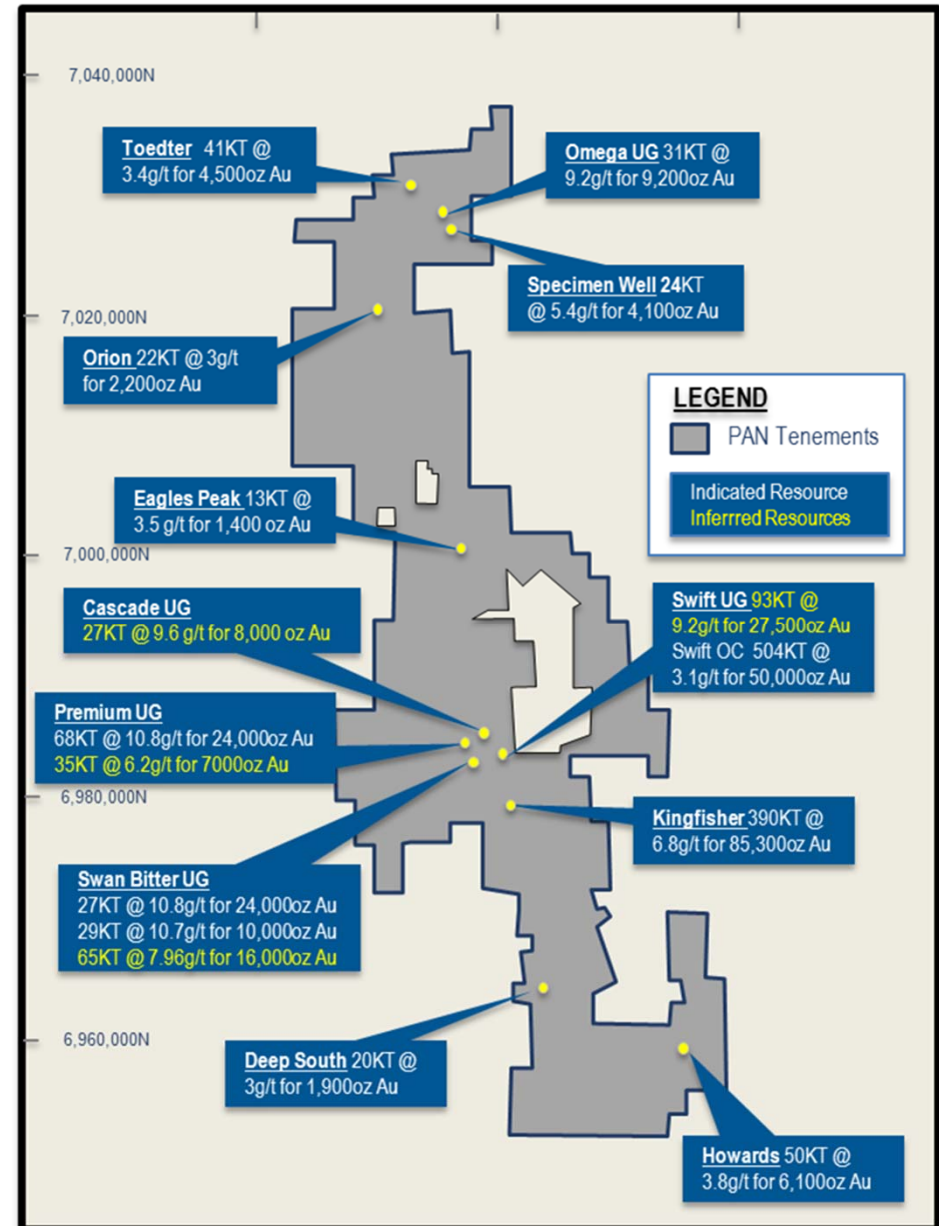 7,040,000N
Toedter 41KT @
3.4g/t for 4,500oz Au
Omega UG 31KT @
9.2g/t for 9,200oz Au
Specimen Well 24KT
@ 5.4g/t for 4,100oz Au
7,020,000N
Orion 22KT @ 3g/t
for 2,200oz Au
LEGEND
PAN Tenements
Indicated Resource
Inferrred Resources
Eagles Peak 13KT @
3.5 g/t for 1,400 oz Au
7,000,000N
Cascade UG
27KT @ 9.6 g/t for 8,000 oz Au
Swift UG 93KT @
9.2g/t for 27,500oz Au
Swift OC 504KT @
3.1g/t for 50,000oz Au
Premium UG
68KT @ 10.8g/t for 24,000oz Au
35KT @ 6.2g/t for 7000oz Au
6,980,000N
Kingfisher 390KT @
6.8g/t for 85,300oz Au
Swan Bitter UG
27KT @ 10.8g/t for 24,000oz Au
29KT @ 10.7g/t for 10,000oz Au
65KT @ 7.96g/t for 16,000oz Au
6,960,000N
Deep South 20KT @
3g/t for 1,900oz Au
Howards 50KT @
3.8g/t for 6,100oz Au